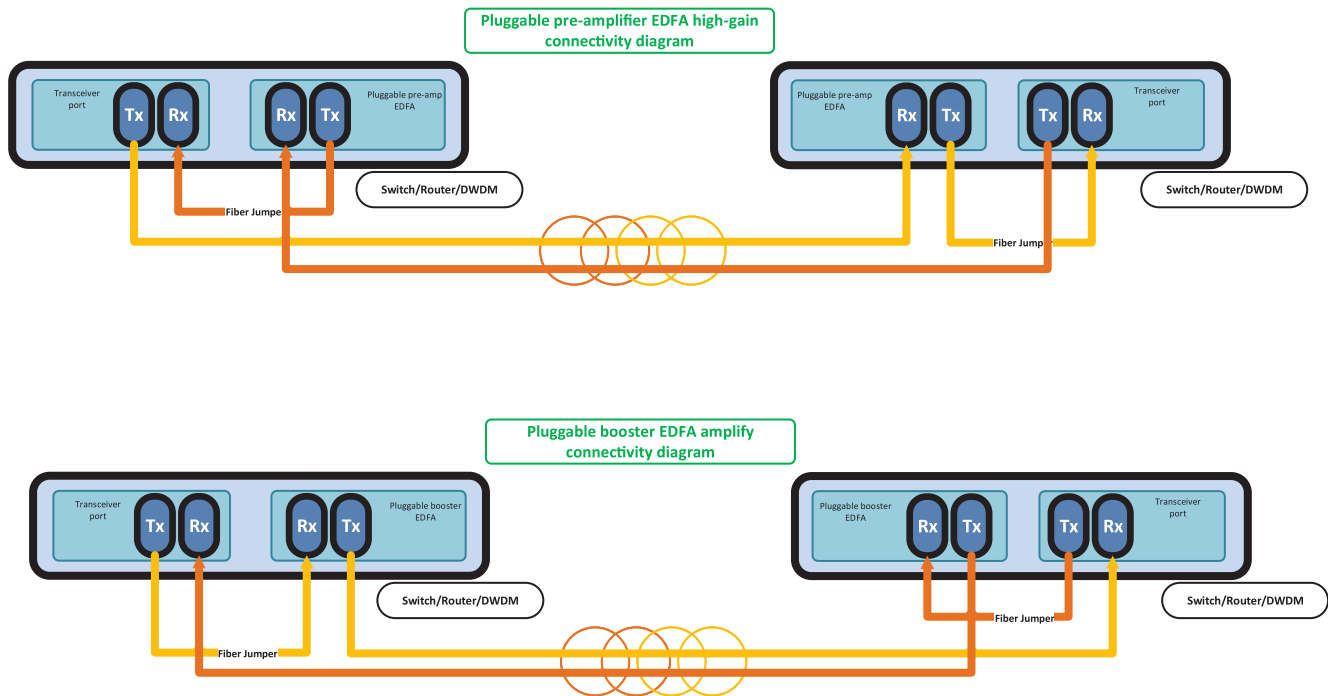 Pluggable pre-amplifier EDFA high-gain
connectivity diagram
Transceiver
port
Tx
Rx
Rx
Tx
Pluggable pre-amp
EDFA
Pluggable pre-amp
EDFA
Rx
Tx
Tx
Rx
Transceiver
port
Switch/Router/DWDM
Switch/Router/DWDM
Fiber Jumper
Fiber Jumper
Pluggable booster EDFA amplify
connectivity diagram
Transceiver
port
Tx
Rx
Rx
Tx
Pluggable booster
EDFA
Pluggable booster
EDFA
Rx
Tx
Tx
Rx
Transceiver
port
Switch/Router/DWDM
Switch/Router/DWDM
Fiber Jumper
Fiber Jumper